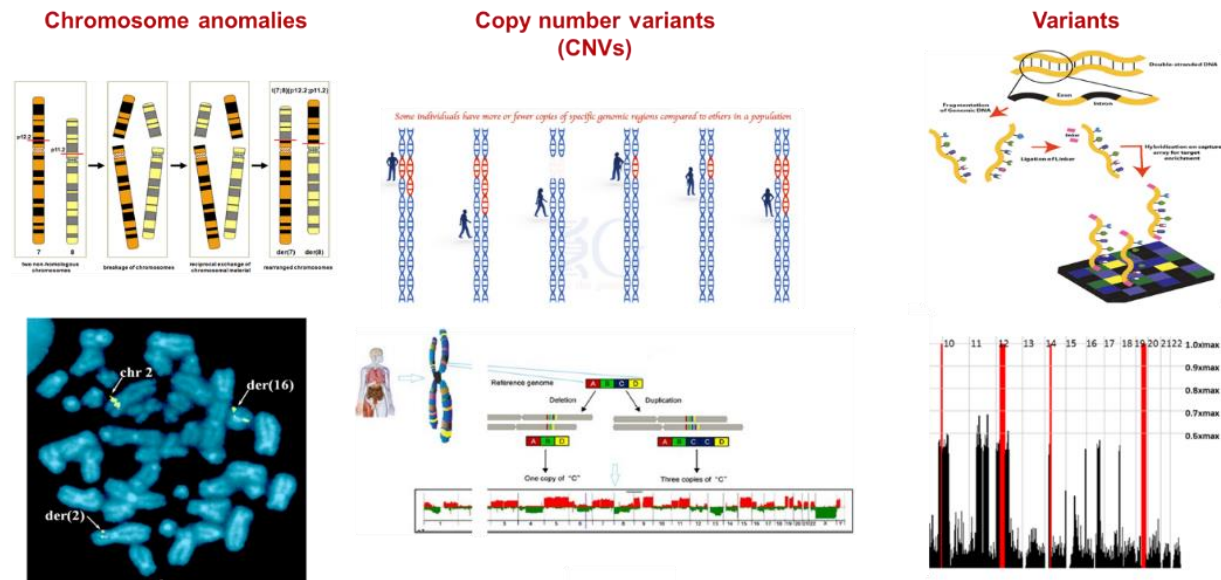 Chromosome anomalies
Copy number variants
(CNVs)
Variants
t(7;8)(p12.2;p11.2)
p12.2
p11.2
7
8
der(7)
der(8)
two non-homologous
chromosomes
breakage of chromosomes
reciprocal exchange of
chromosomal material
rearranged chromosomes
Some individuals have more or fewer copies of specific genomic regions compared to others in a population
Double-stranded DNA
Exon
Intron
Fragmentation
of Genomic DNA
linker
Ligation of Linker
Hybridization on capture
array for target
enrichment
chr 2
der(16)
der(2)
Reference genome
A B C D
Deletion
Duplication
A B D
A B C C D
One copy of "C"
Three copies of "C"
10 11 12 13 14 15 16 17 18 19 20 21 22
1.0xmax
0.9xmax
0.8xmax
0.7xmax
0.5xmax